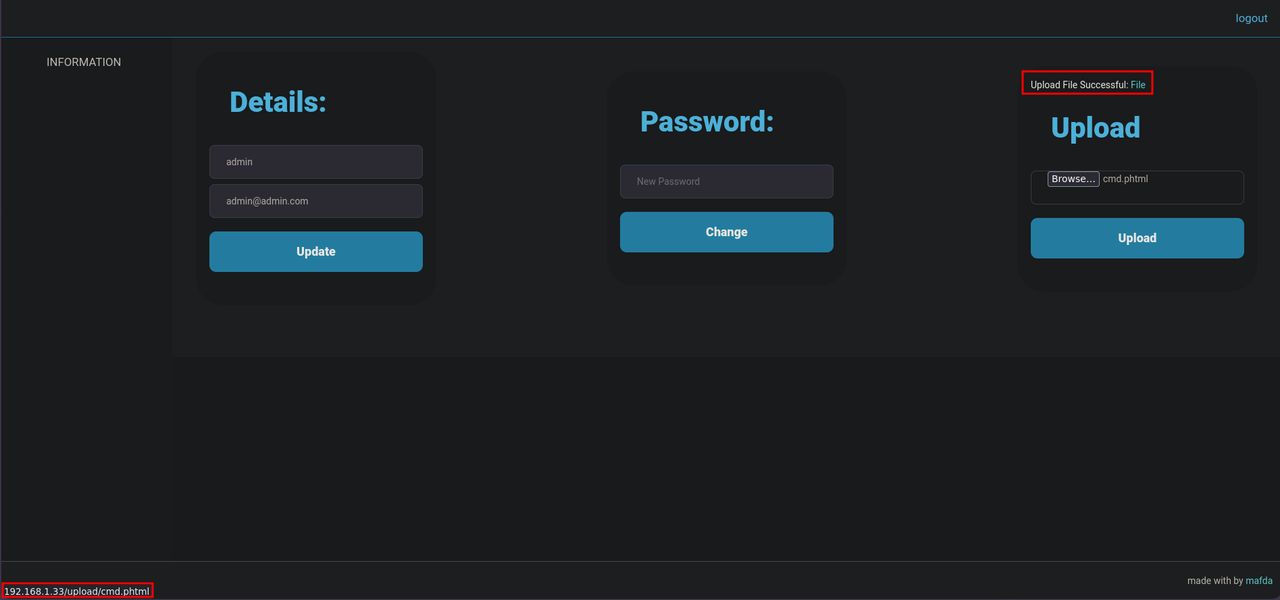 logout
INFORMATION
Details:
admin
admin@admin.com
Update
Password:
New Password
Change
Upload File Successful: File
Upload
Browse... cmd.phtml
Upload
made with by mafda
192.168.1.33/upload/cmd.phtml